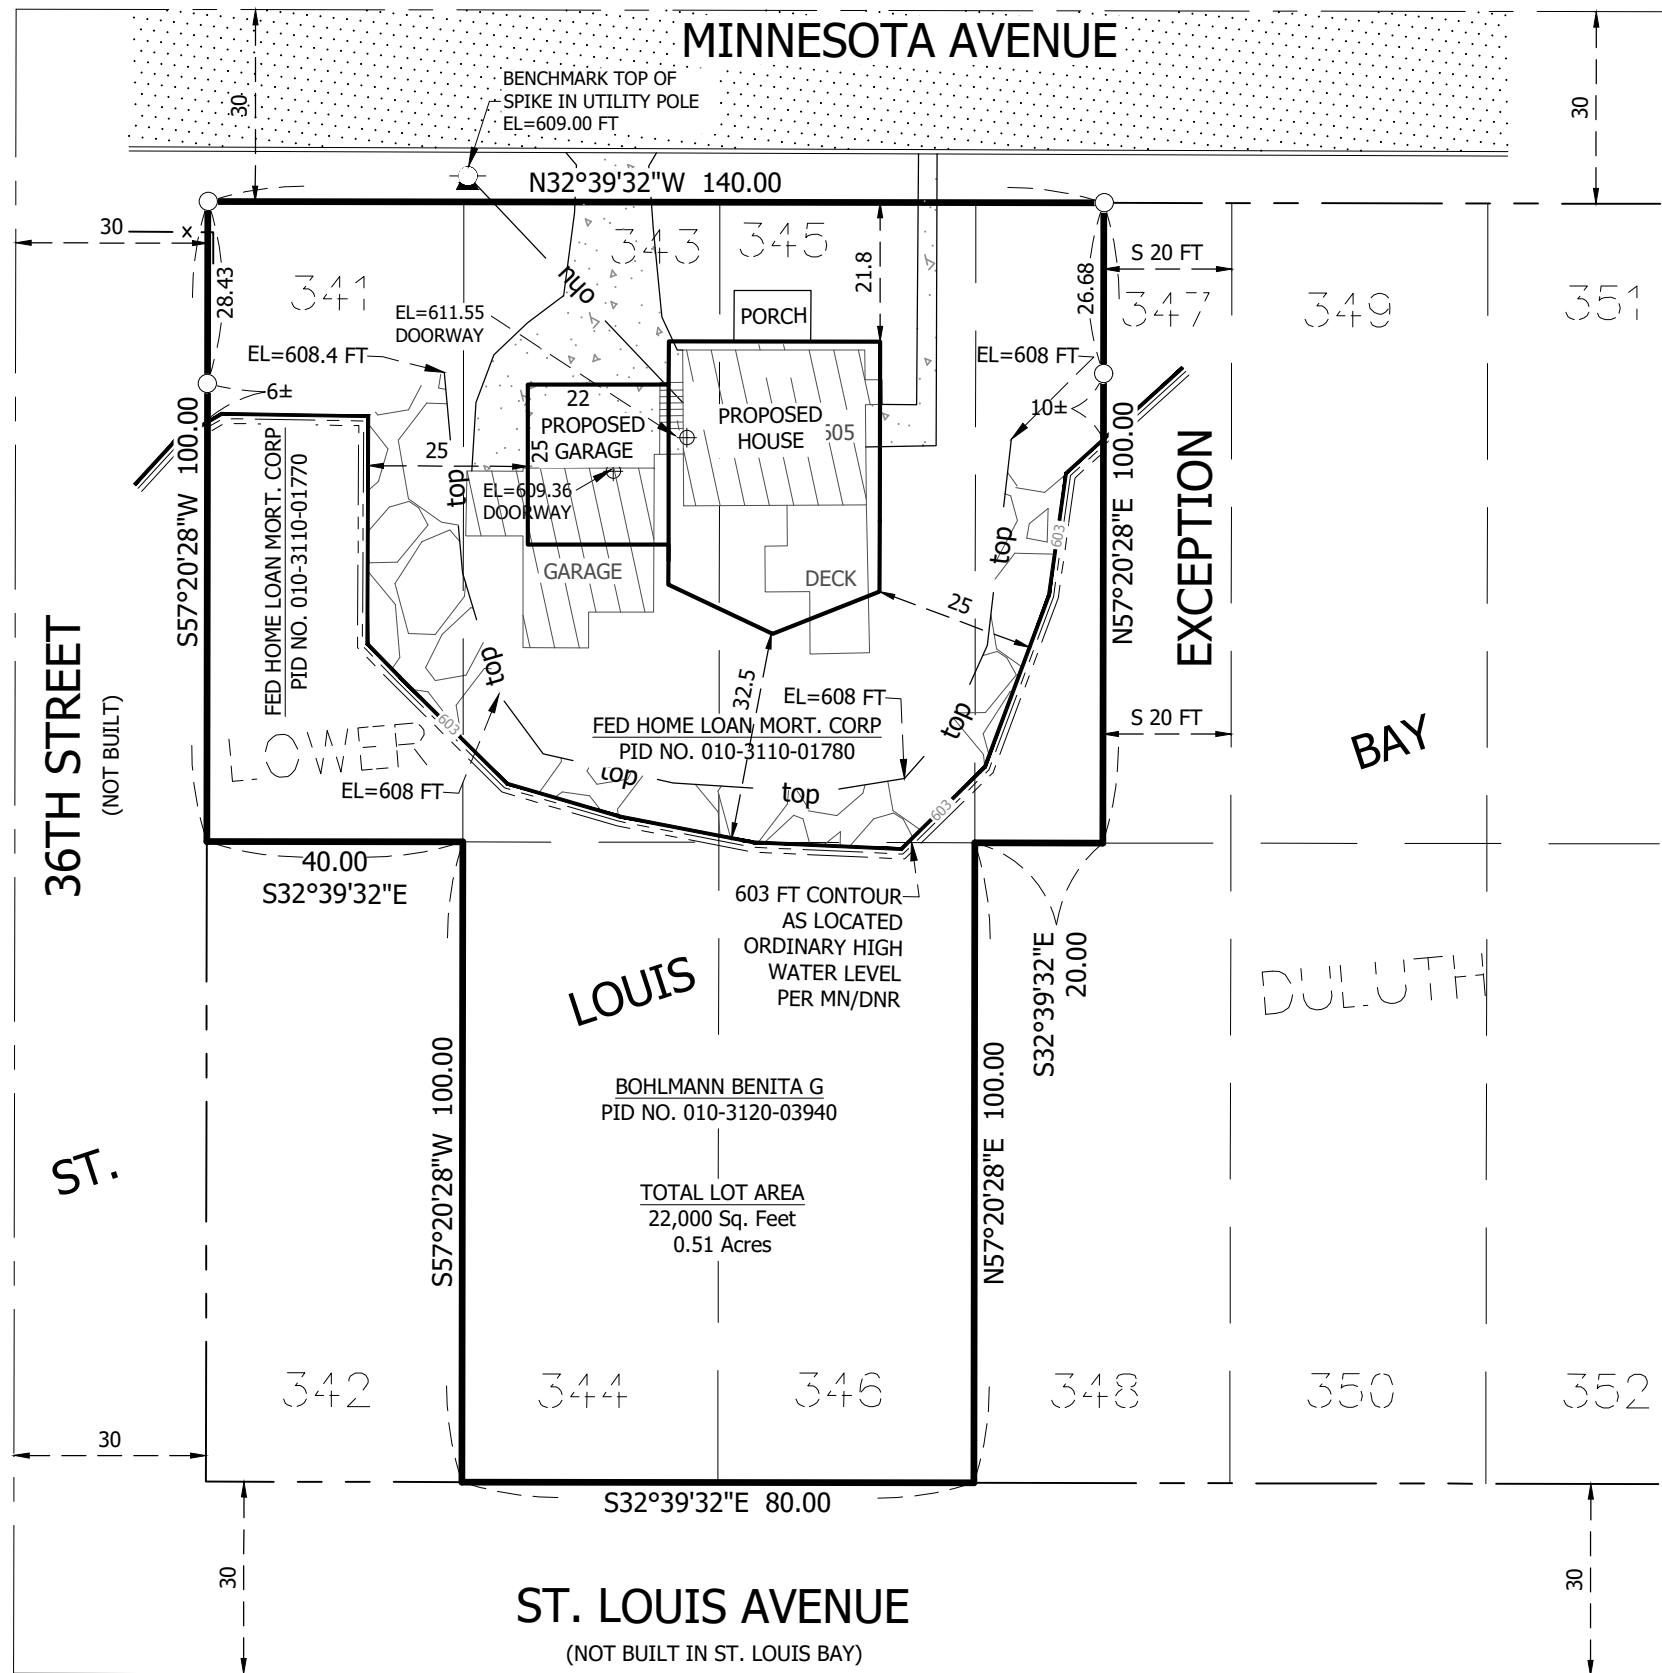 MINNESOTA AVENUE
BENCHMARK TOP OF
SPIKE IN UTILITY POLE
EL=609.00 FT
30
30
N32°39'32"W 140.00
30
x
28.43
341
343
345
347
349
351
ohu
21.8
26.68
S 20 FT
EL=611.55
DOORWAY
PORCH
EL=608.4 FT
EL=608 FT
6±
10±
22
PROPOSED
GARAGE
25
25
PROPOSED
HOUSE
605
top
EL=609.36
DOORWAY
GARAGE
DECK
top
603
25
S57°20'28"W 100.00
FED HOME LOAN MORT. CORP
PID NO. 010-3110-01770
N57°20'28"E 100.00
EXCEPTION
36TH STREET
(NOT BUILT)
top
32.5
EL=608 FT
FED HOME LOAN MORT. CORP
PID NO. 010-3110-01780
top
S 20 FT
BAY
603
LOWER
EL=608 FT
top
top
603
40.00
S32°39'32"E
603 FT CONTOUR
AS LOCATED
ORDINARY HIGH
WATER LEVEL
PER MN/DNR
S32°39'32"E
20.00
LOUIS
DULUTH
S57°20'28"W 100.00
N57°20'28"E 100.00
BOHLMANN BENITA G
PID NO. 010-3120-03940
ST.
TOTAL LOT AREA
22,000 Sq. Feet
0.51 Acres
342
344
346
348
350
352
30
S32°39'32"E 80.00
30
30
ST. LOUIS AVENUE
(NOT BUILT IN ST. LOUIS BAY)